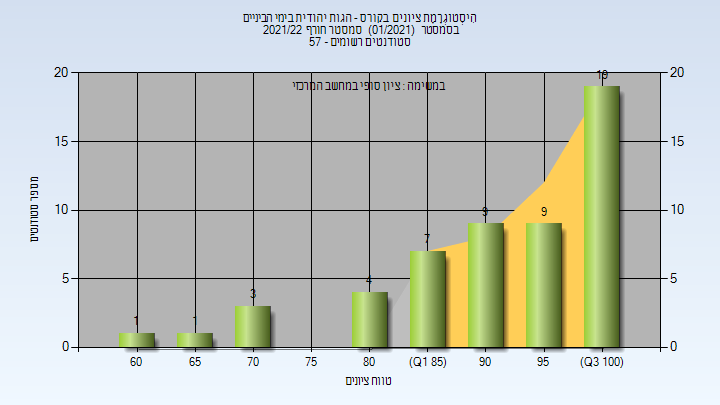 היסטוגרמת ציונים בקורס - הגות יהודית בימי הביניים
בסמסטר (01/2021) סמסטר חורף 2021/22
סטודנטים רשומים - 57
במשימה : ציון סופי במחשב המרכזי
20 20
15 15
10 10
5 5
0 0
מספר סטודנטים
1 1 3 4 7 9 9 19
60 65 70 75 80 (Q1 85) 90 95 (Q3 100)
טווח ציונים